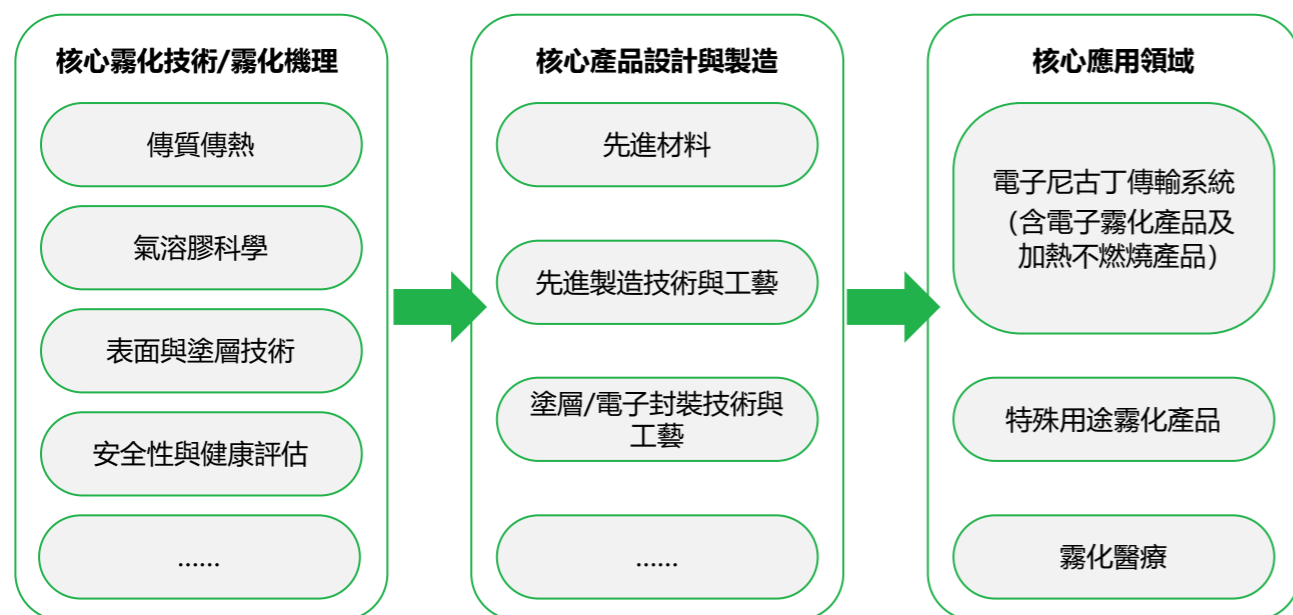 核心霧化技術/霧化機理
傳質傳熱
氣溶膠科學
表面與塗層技術
安全性與健康評估
......
核心產品設計與製造
先進材料
先進製造技術與工藝
塗層/電子封裝技術與
工藝
......
核心應用領域
電子尼古丁傳輸系統
（含電子霧化產品及
加熱不燃燒產品）
特殊用途霧化產品
霧化醫療